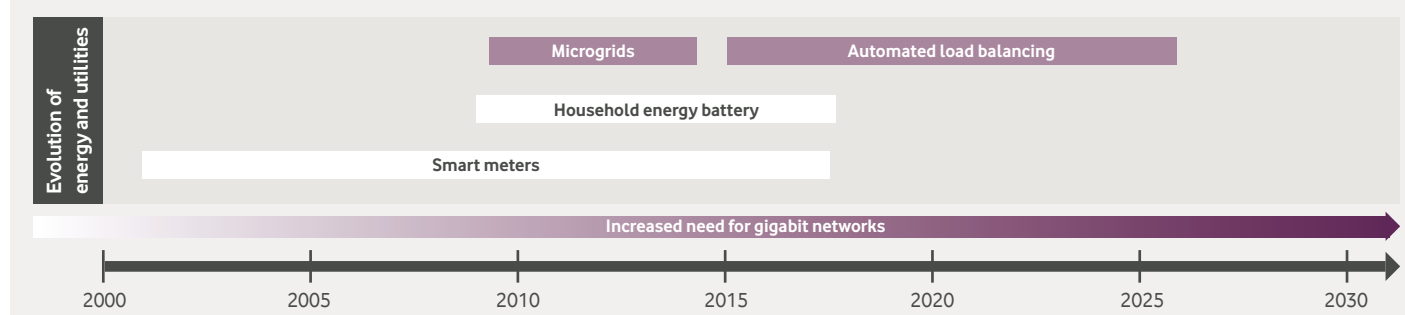 Evolution of
energy and utilities
Microgrids
Automated load balancing
Household energy battery
Smart meters
Increased need for gigabit networks
2000
2005
2010
2015
2020
2025
2030